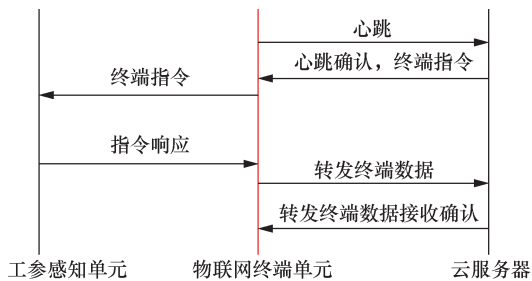 心跳
心跳确认，终端指令
终端指令
指令响应
转发终端数据
转发终端数据接收确认
工参感知单元
物联网终端单元
云服务器